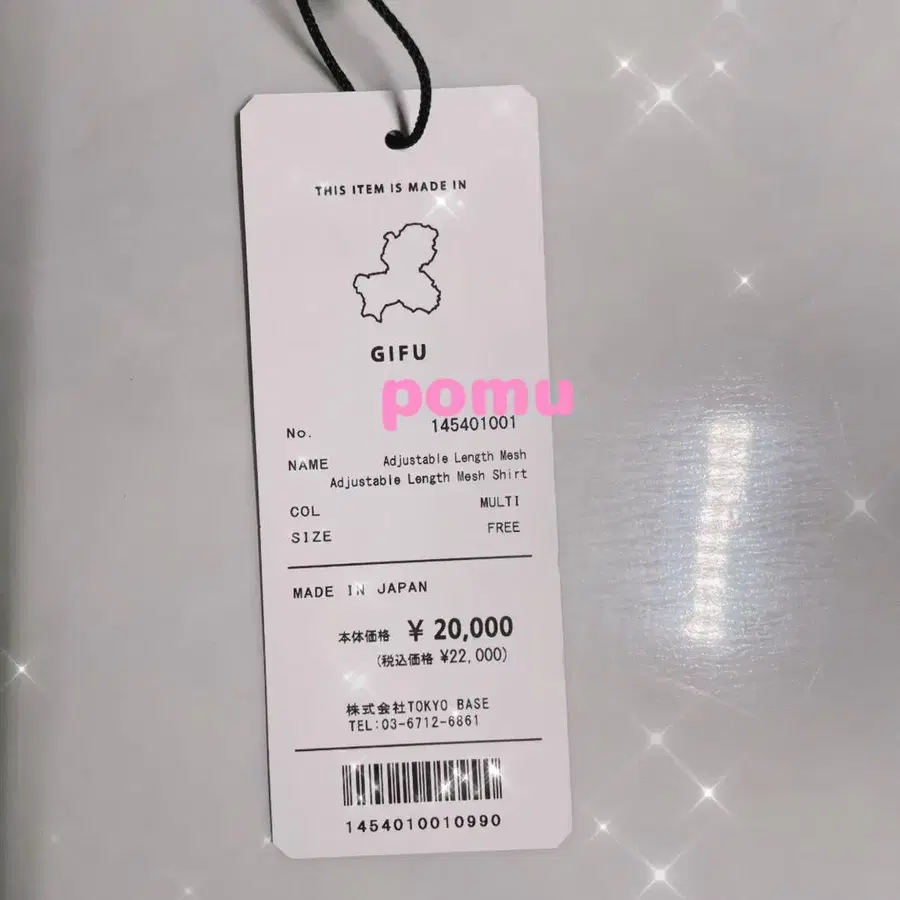 THIS ITEM IS MADE IN
GIFU
pomu
No. 145401001
NAME Adjustable Length Mesh
Adjustable Length Mesh Shirt
COL MULTI
SIZE FREE
MADE IN JAPAN
本体価格 ¥ 20,000
(税込価格 ¥22,000)
株式会社TOKYO BASE
TEL:03-6712-6861
1454010010990